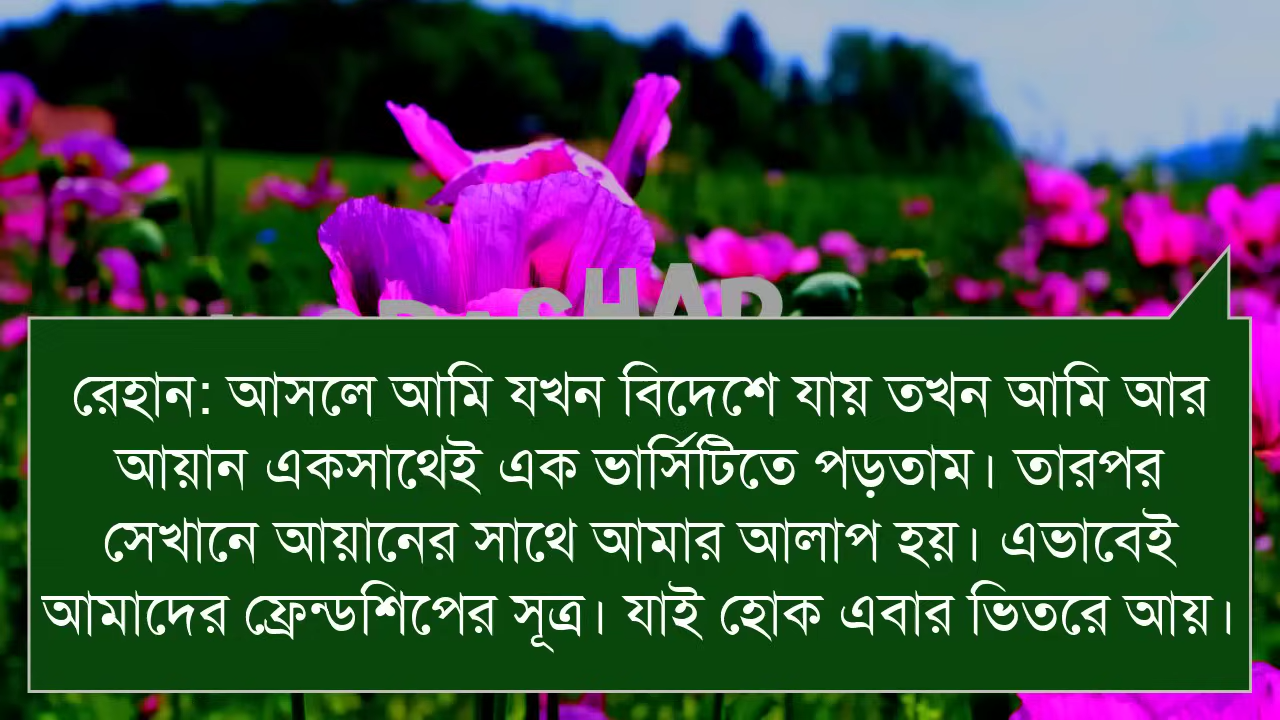 রেহান: আসলে আমি যখন বিদেশে যায় তখন আমি আর
আয়ান একসাথেই এক ভার্সিটিতে পড়তাম। তারপর
সেখানে আয়ানের সাথে আমার আলাপ হয়। এভাবেই
আমাদের ফ্রেন্ডশিপের সূত্র। যাই হোক এবার ভিতরে আয়।